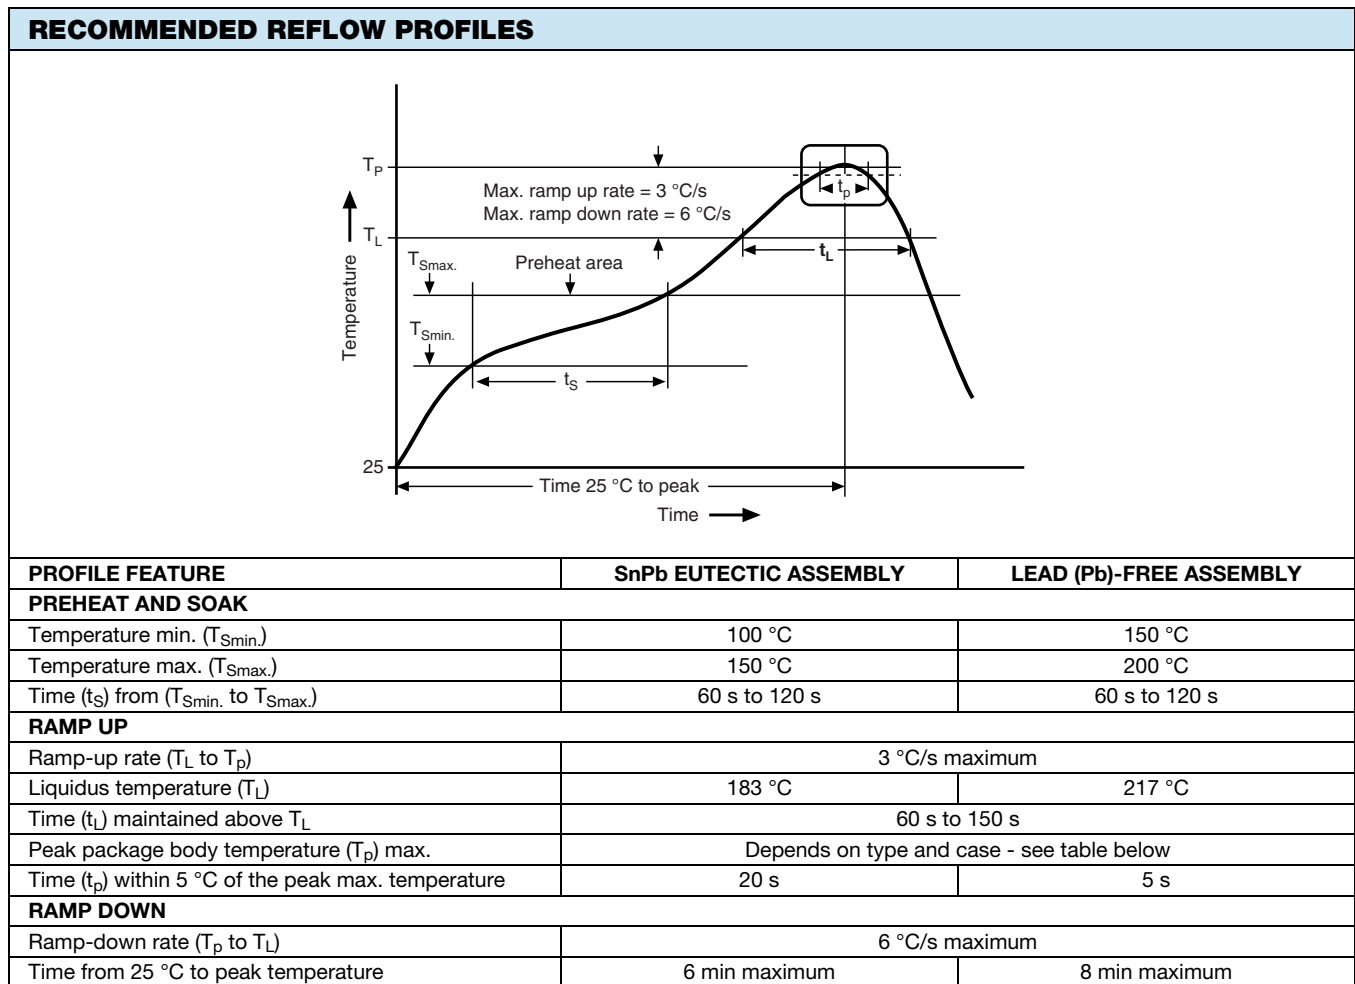 RECOMMENDED REFLOW PROFILES
TP
Max. ramp up rate = 3 °C/s
Max. ramp down rate = 6 °C/s
tp
TL
tL
TSmax.
Preheat area
Temperature
TSmin.
tS
25
Time 25 °C to peak
Time
PROFILE FEATURE SnPb EUTECTIC ASSEMBLY LEAD (Pb)-FREE ASSEMBLY
PREHEAT AND SOAK
Temperature min. (TSmin.) 100 °C 150 °C
Temperature max. (TSmax.) 150 °C 200 °C
Time (tS) from (TSmin. to TSmax.) 60 s to 120 s 60 s to 120 s
RAMP UP
Ramp-up rate (TL to Tp) 3 °C/s maximum
Liquidus temperature (TL) 183 °C 217 °C
Time (tL) maintained above TL 60 s to 150 s
Peak package body temperature (Tp) max. Depends on type and case - see table below
Time (tp) within 5 °C of the peak max. temperature 20 s 5 s
RAMP DOWN
Ramp-down rate (Tp to TL) 6 °C/s maximum
Time from 25 °C to peak temperature 6 min maximum 8 min maximum